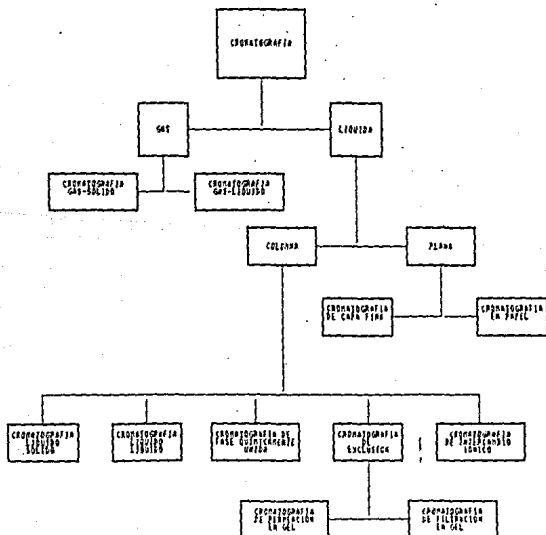 CROMATOGRAFIA
GAS
LIQUIDA
CROMATOGRAFIA
GAS-SOLIDO
CROMATOGRAFIA
GAS-LIQUIDO
COLUMNA
PLANA
CROMATOGRAFIA
DE CAPA FINA
CROMATOGRAFIA
EN PAPEL
CROMATOGRAFIA
LIQUIDO
SOLIDO
CROMATOGRAFIA
LIQUIDO
LIQUIDO
CROMATOGRAFIA DE
FASE QUIMICAMENTE
UNIDA
CROMATOGRAFIA
DE
EXCLUSION
CROMATOGRAFIA
DE INTERCAMBIO
IONICO
CROMATOGRAFIA
DE PERMEACION
EN GEL
CROMATOGRAFIA
DE FILTRACION
EN GEL